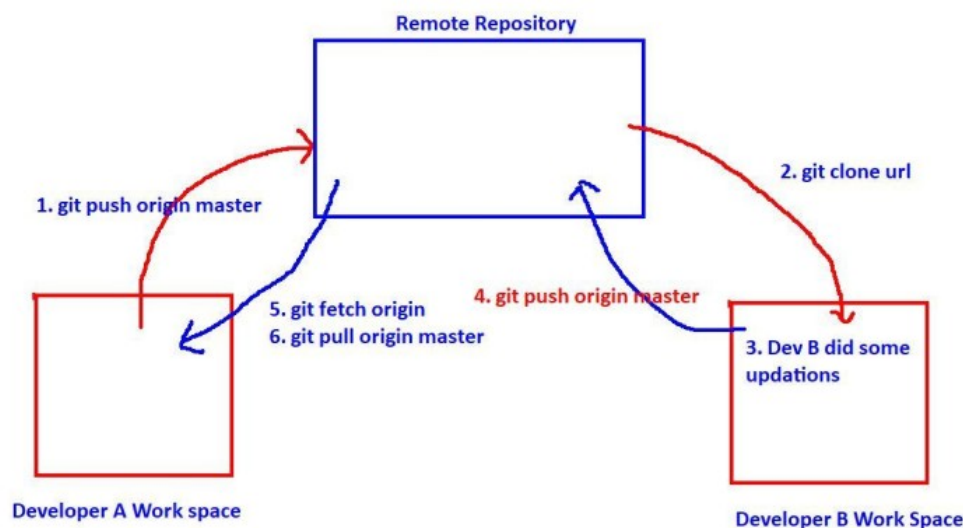 Remote Repository
1. git push origin master
2. git clone url
3. Dev B did some
updations
4. git push origin master
5. git fetch origin
6. git pull origin master
Developer A Work space
Developer B Work Space